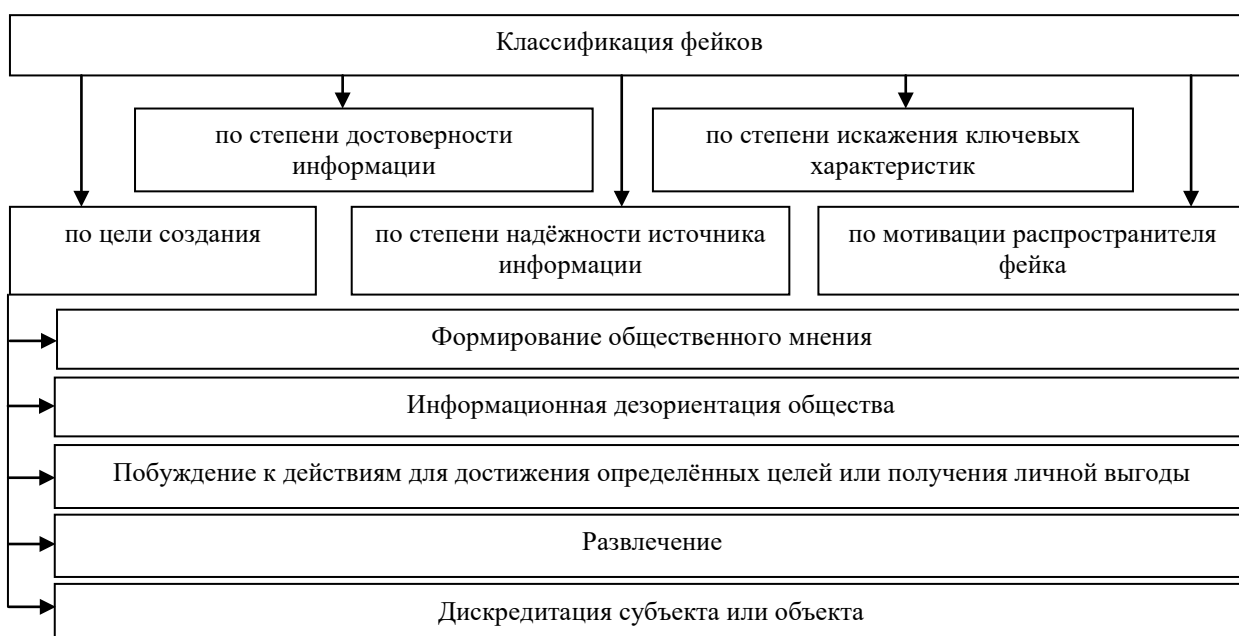 Классификация фейков
по степени достоверности
информации
по степени искажения ключевых
характеристик
по цели создания
по степени надёжности источника
информации
по мотивации распространителя
фейка
Формирование общественного мнения
Информационная дезориентация общества
Побуждение к действиям для достижения определённых целей или получения личной выгоды
Развлечение
Дискредитация субъекта или объекта